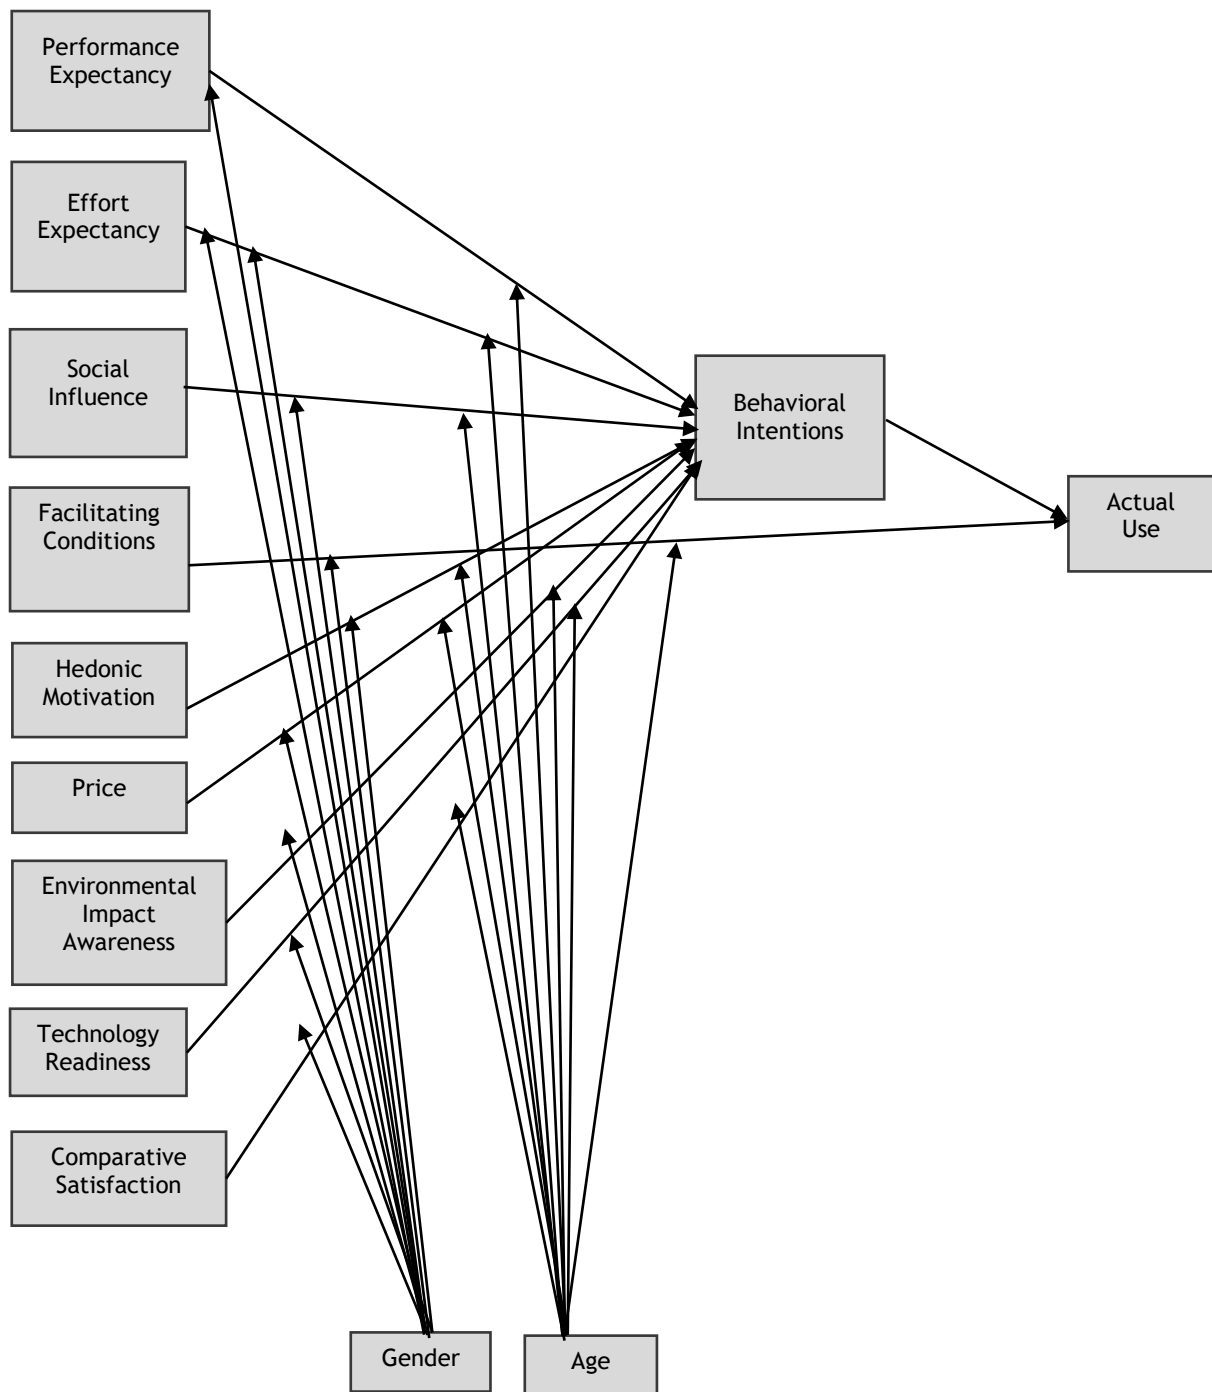 Performance
Expectancy
Effort
Expectancy
Social
Influence
Behavioral
Intentions
Facilitating
Conditions
Actual
Use
Hedonic
Motivation
Price
Environmental
Impact
Awareness
Technology
Readiness
Comparative
Satisfaction
Gender
Age